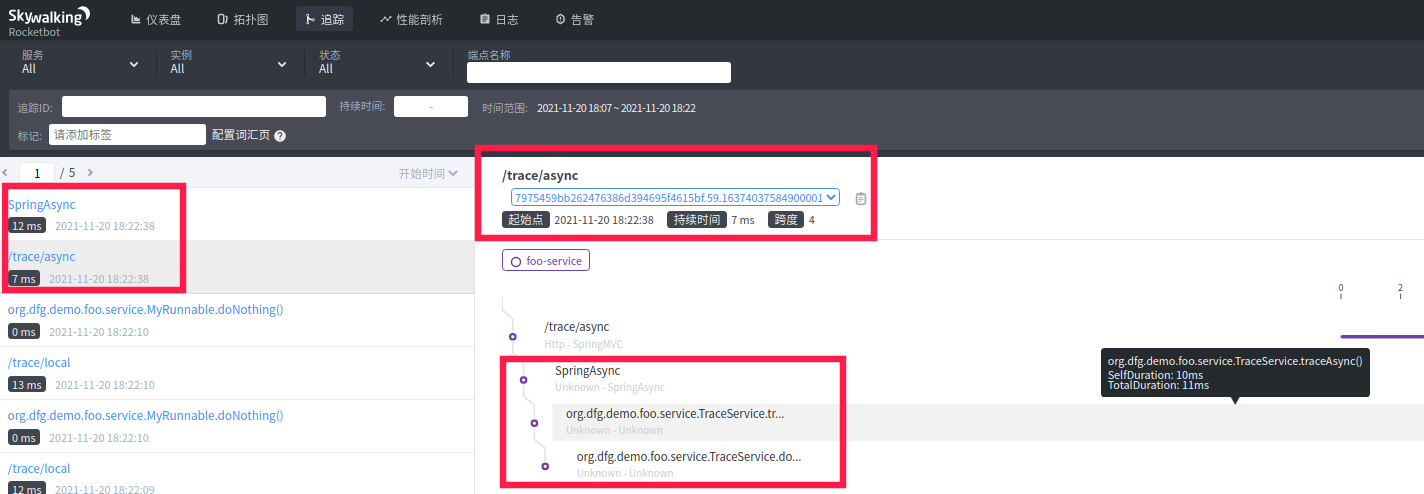 Skywalking
Rocketbot
仪表盘
拓扑图
追踪
性能剖析
日志
告警
服务
All
实例
All
状态
All
端点名称
追踪ID:
持续时间:
-
时间范围:
2021-11-20 18:07 ~ 2021-11-20 18:22
标记:
请添加标签
配置词汇页 ?
1 / 5
开始时间
SpringAsync
12 ms 2021-11-20 18:22:38
/trace/async
7 ms 2021-11-20 18:22:38
org.dfg.demo.foo.service.MyRunnable.doNothing()
0 ms 2021-11-20 18:22:10
/trace/local
13 ms 2021-11-20 18:22:10
org.dfg.demo.foo.service.MyRunnable.doNothing()
0 ms 2021-11-20 18:22:10
/trace/local
12 ms 2021-11-20 18:22:09
/trace/async
7975459bb262476386d394695f4615bf.59.16374037584900001
起始点 2021-11-20 18:22:38 持续时间 7 ms 跨度 4
foo-service
0 2
/trace/async
Http - SpringMVC
SpringAsync
Unknown - SpringAsync
org.dfg.demo.foo.service.TraceService.tr...
Unknown - Unknown
org.dfg.demo.foo.service.TraceService.do...
Unknown - Unknown
org.dfg.demo.foo.service.TraceService.traceAsync()
SelfDuration: 10ms
TotalDuration: 11ms